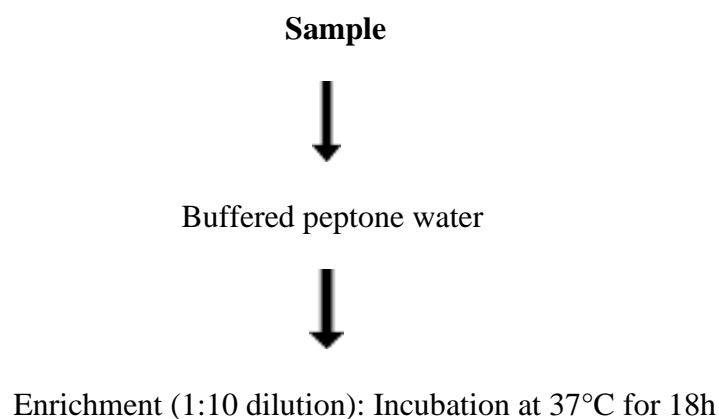 Sample
Buffered peptone water
Enrichment (1:10 dilution): Incubation at 37°C for 18h